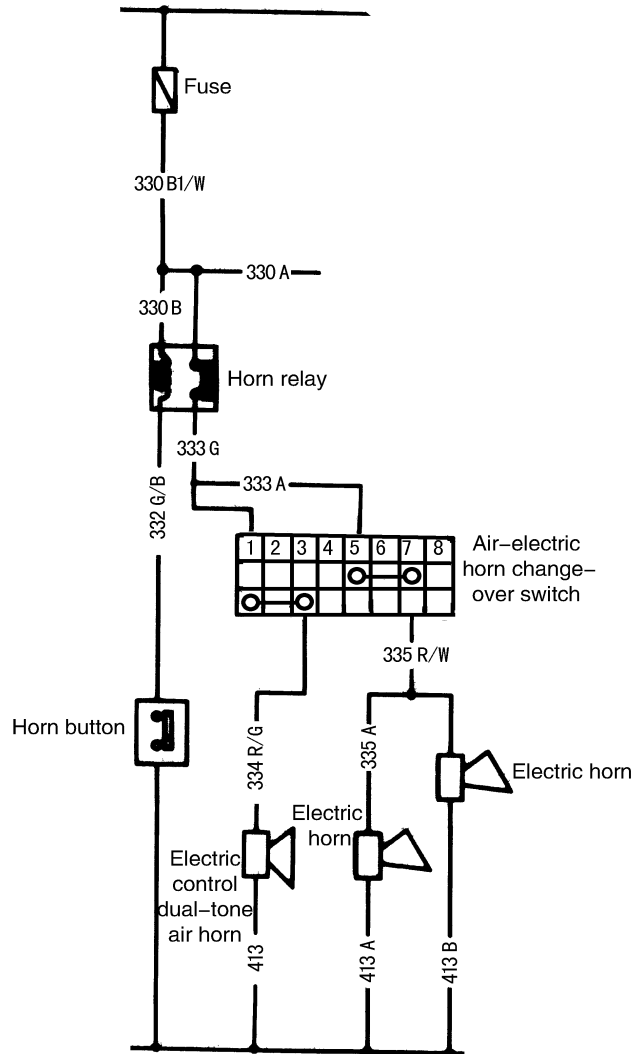 Fuse
330 B1/W
330 A
330 B
Horn relay
333 G
333 A
332 G/B
1 2 3 4 5 6 7 8
Air–electric
horn change–
over switch
335 R/W
Horn button
334 R/G
335 A
Electric horn
Electric
horn
Electric
control
dual–tone
air horn
413
413 A
413 B